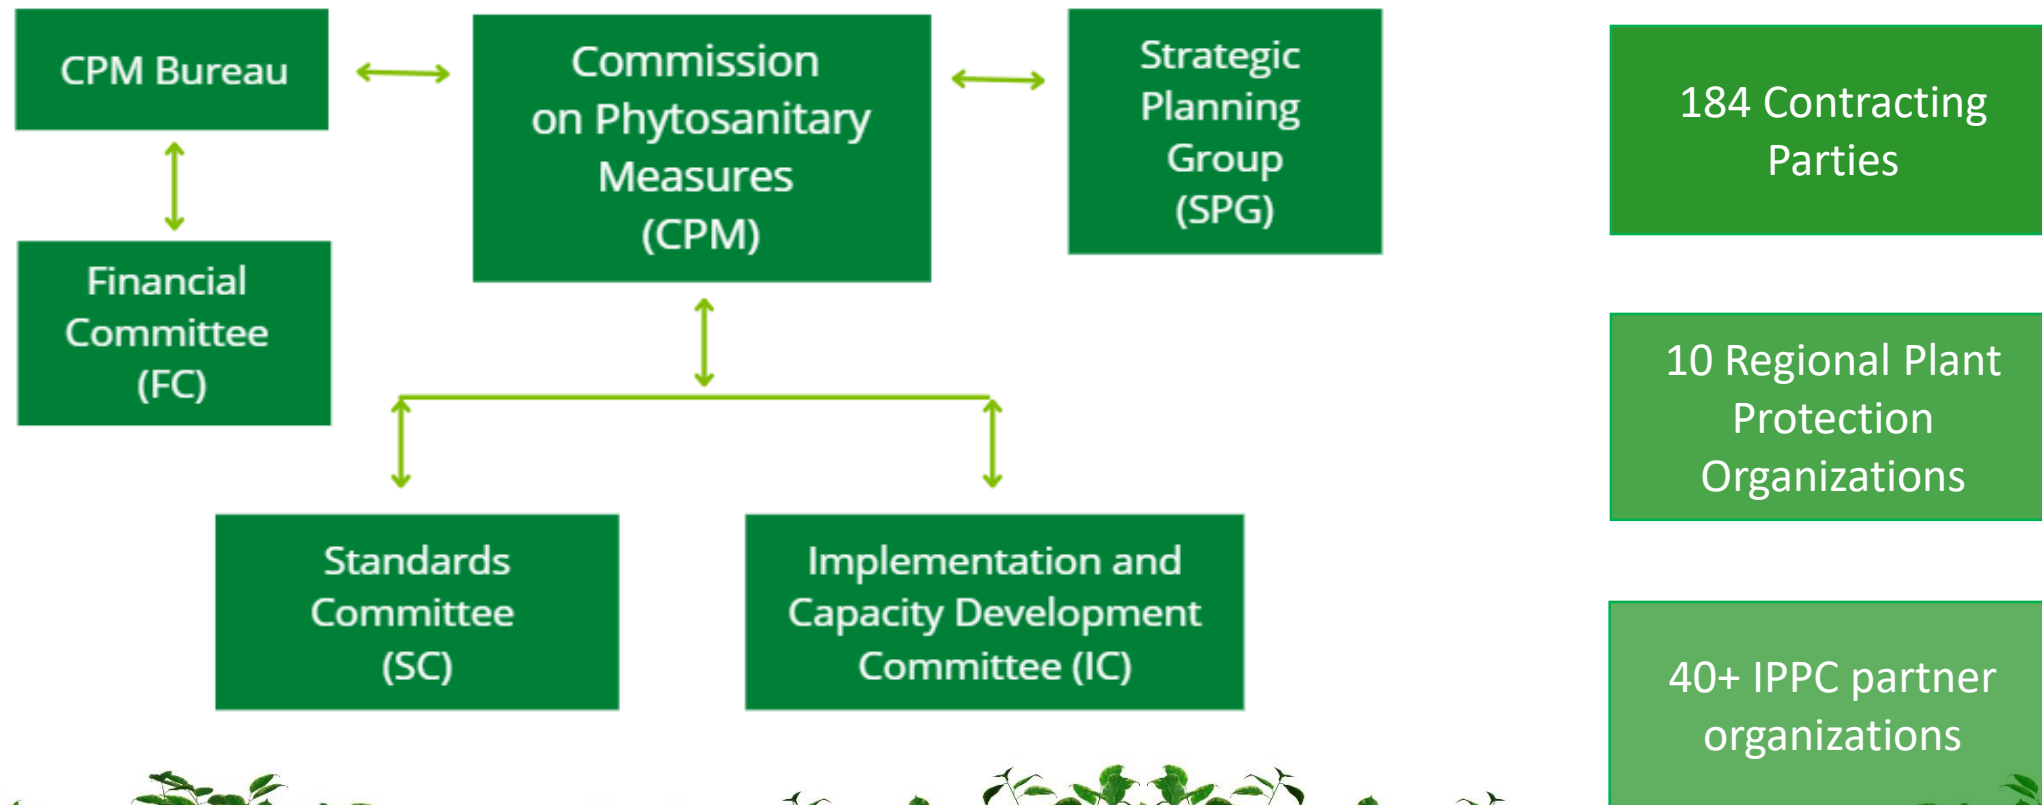 CPM Bureau
Commission
on Phytosanitary
Measures
(CPM)
Strategic
Planning
Group
(SPG)
Financial
Committee
(FC)
Standards
Committee
(SC)
Implementation and
Capacity Development
Committee (IC)
184 Contracting
Parties
10 Regional Plant
Protection
Organizations
40+ IPPC partner
organizations